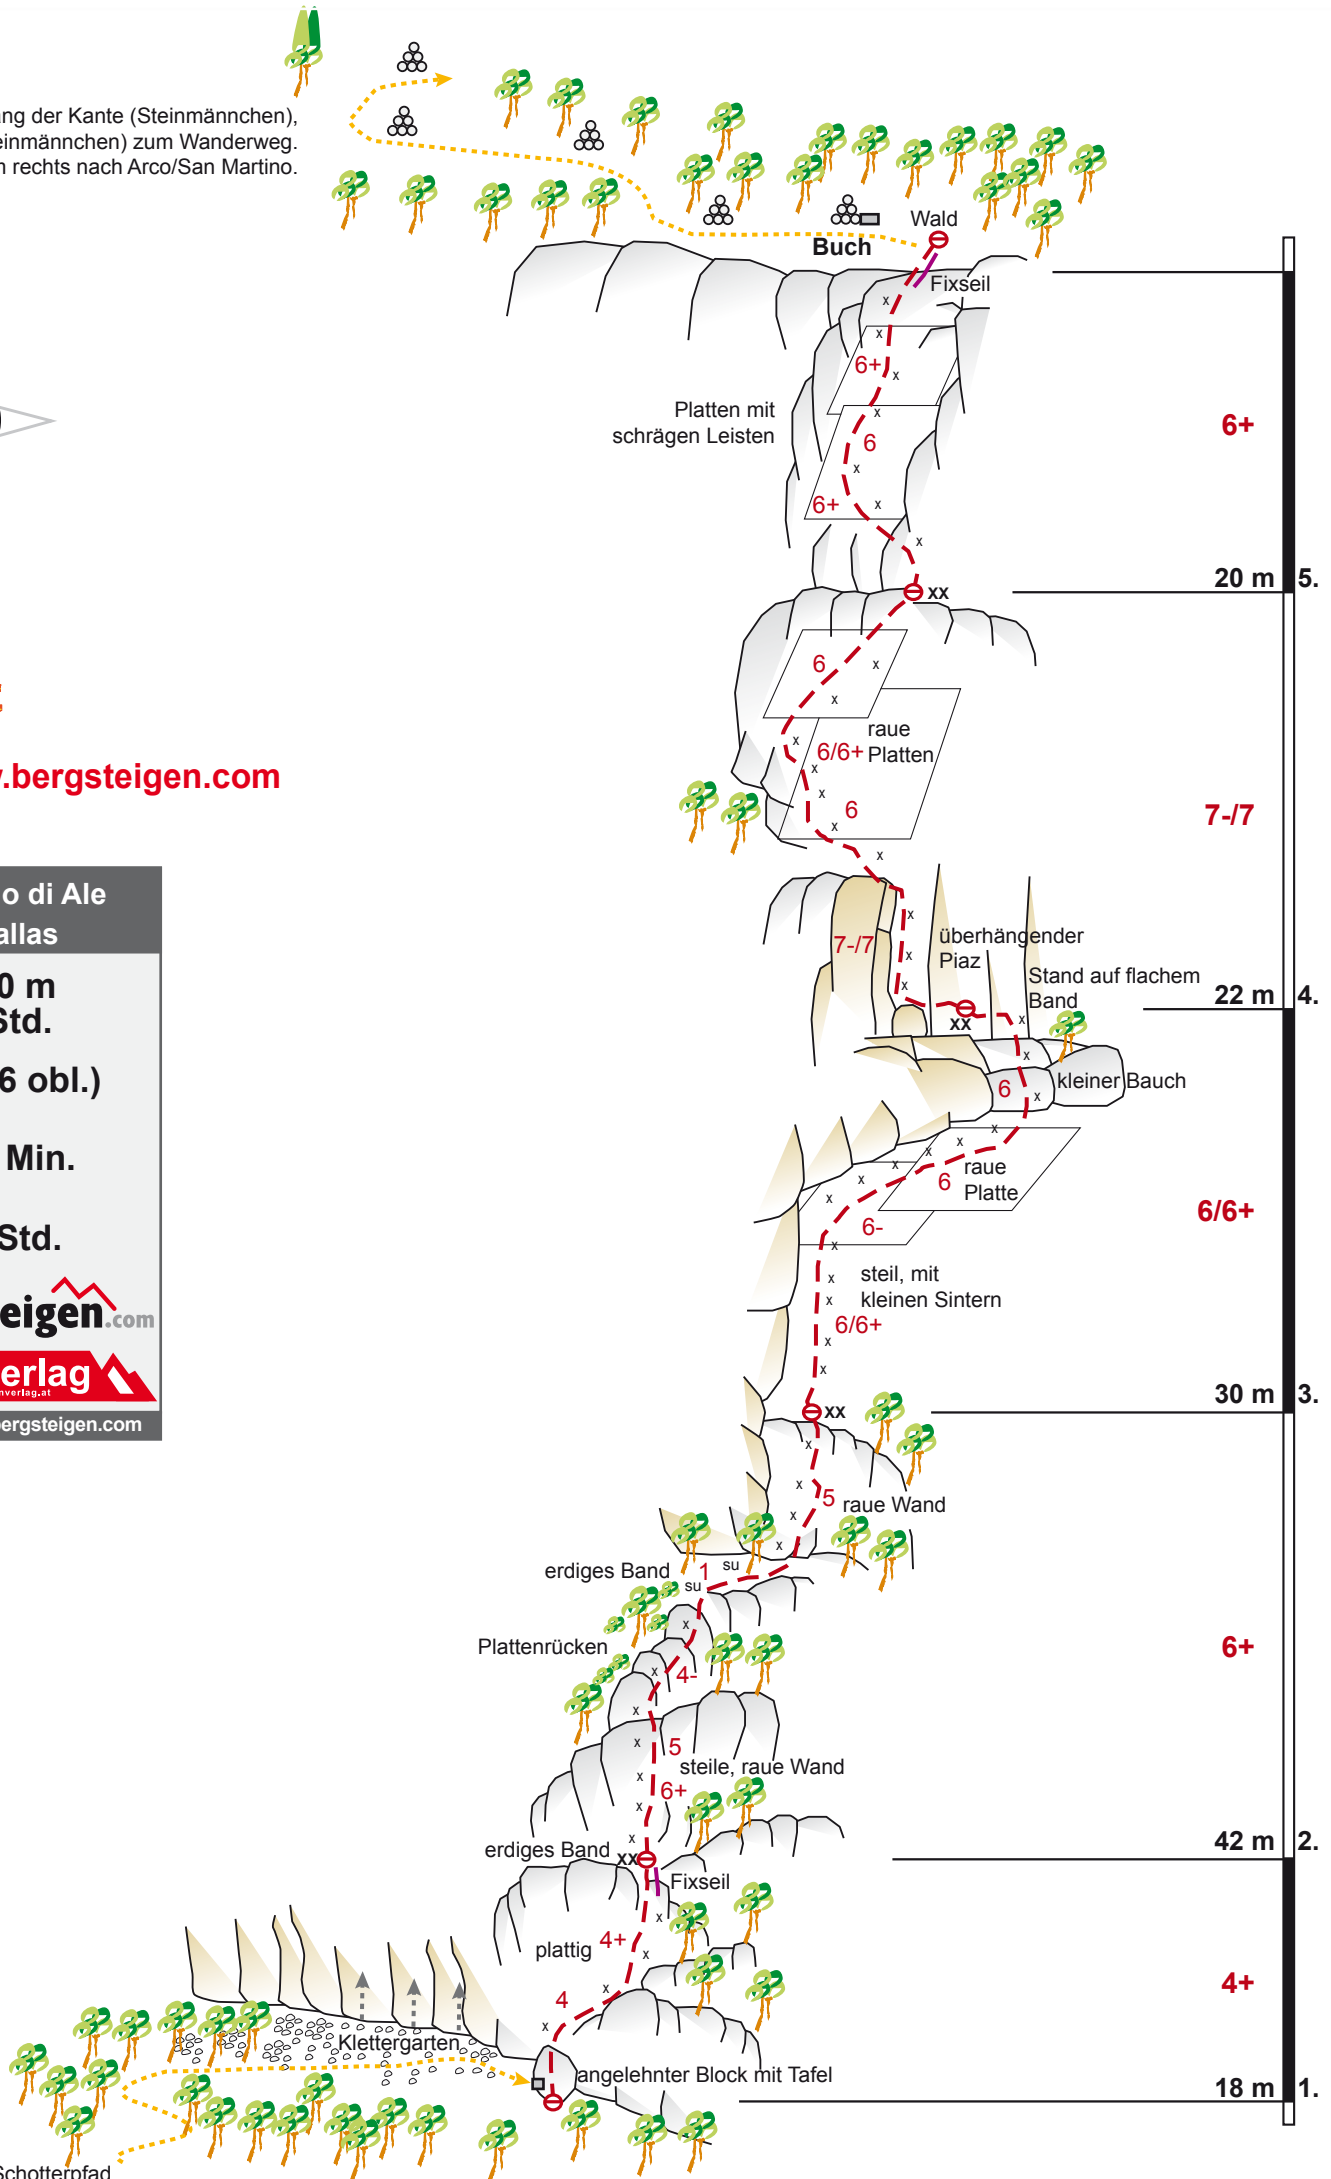 ng der Kante (Steinmännchen),
einmännchen) zum Wanderweg.
rechts nach Arco/San Martino.
Wald
Buch
Fixseil
6+
Platten mit
schrägen Leisten
6
6+
6+
x
20 m 5.
xx
6
raue
Platten
6/6+
.bergsteigen.com
6
7-/7
o di Ale
allas
0 m
Std.
6 obl.)
Min.
Std.
eigen.com
erlag
nverlag.at
bergsteigen.com
7-/7
überhängender
Piaz
Stand auf flachem
Band
22 m 4.
xx
kleiner Bauch
6
raue
Platte
6
6-
6/6+
steil, mit
kleinen Sintern
6/6+
30 m 3.
xx
5
raue Wand
erdiges Band
1
su
su
Plattenrücken
4-
6+
5
steile, raue Wand
6+
erdiges Band
xx
42 m 2.
Fixseil
plattig
4+
4+
4
Klettergarten
angelehnter Block mit Tafel
18 m 1.
Schotterpfad